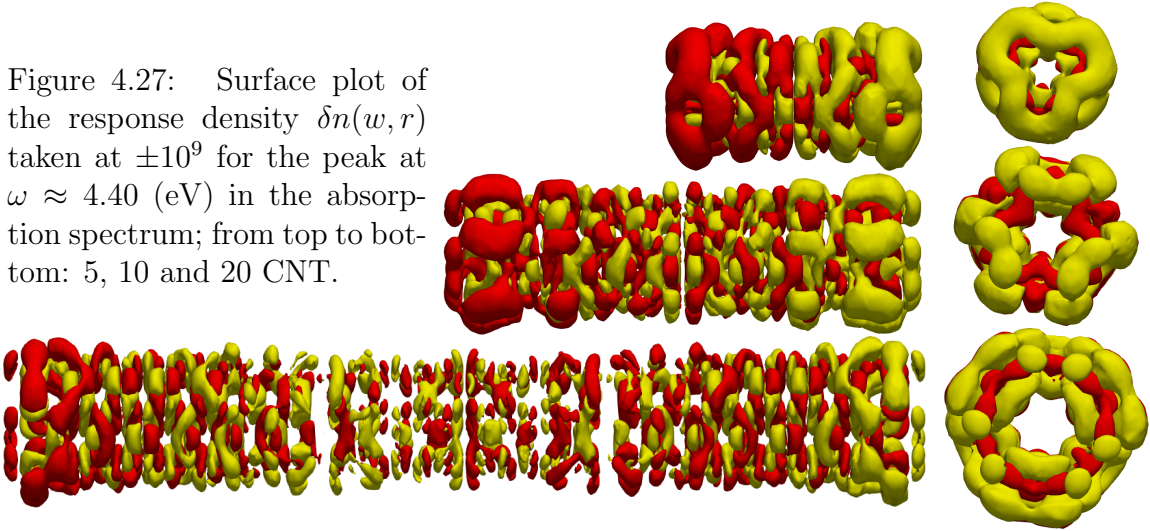 Figure 4.27: Surface plot of
the response density δn(w, r)
taken at ±10⁹ for the peak at
ω ≈ 4.40 (eV) in the absorp-
tion spectrum; from top to bot-
tom: 5, 10 and 20 CNT.